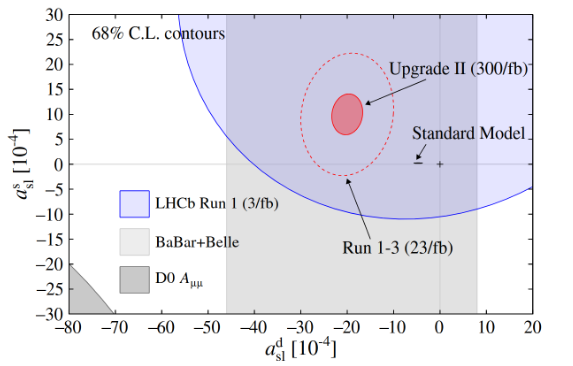 30
25
20
15
10
5
0
−5
−10
−15
−20
−25
−30
a^s_sl [10^-4]
68% C.L. contours
Upgrade II (300/fb)
Standard Model
LHCb Run 1 (3/fb)
BaBar+Belle
D0 A_μμ
Run 1-3 (23/fb)
−80 −70 −60 −50 −40 −30 −20 −10 0 10 20
a^d_sl [10^-4]